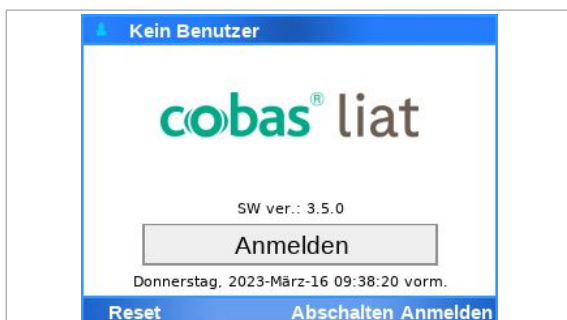 Kein Benutzer
cobas® liat
SW ver.: 3.5.0
Anmelden
Donnerstag, 2023-März-16 09:38:20 vorm.
Reset Abschalten Anmelden